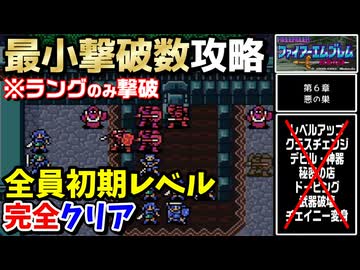 最小撃破数攻略
※ラングのみ撃破
ファイアーエムブレム
第6章
悪の巣
レベルアップ
クラスチェンジ
デビル・神器
秘密の店
ドーピング
武器破壊
チェイニー変身
全員初期レベル
完全クリア